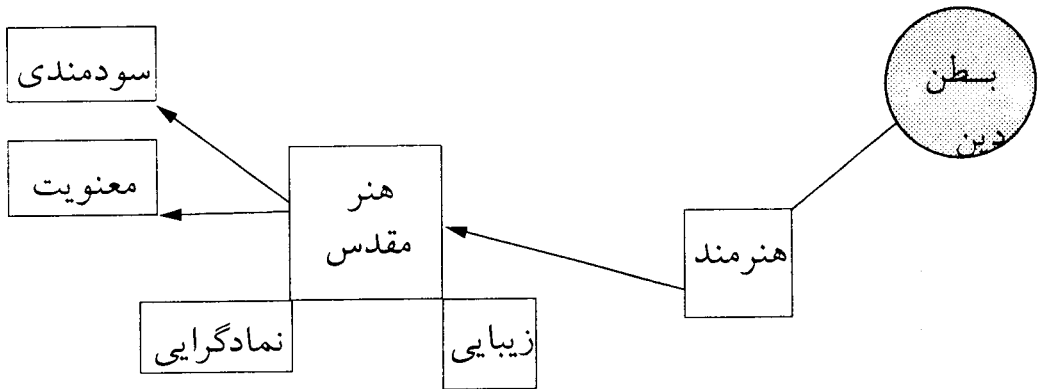 بطن
دین
هنرمند
هنر
مقدس
زیبایی
نمادگرایی
سودمندی
معنویت